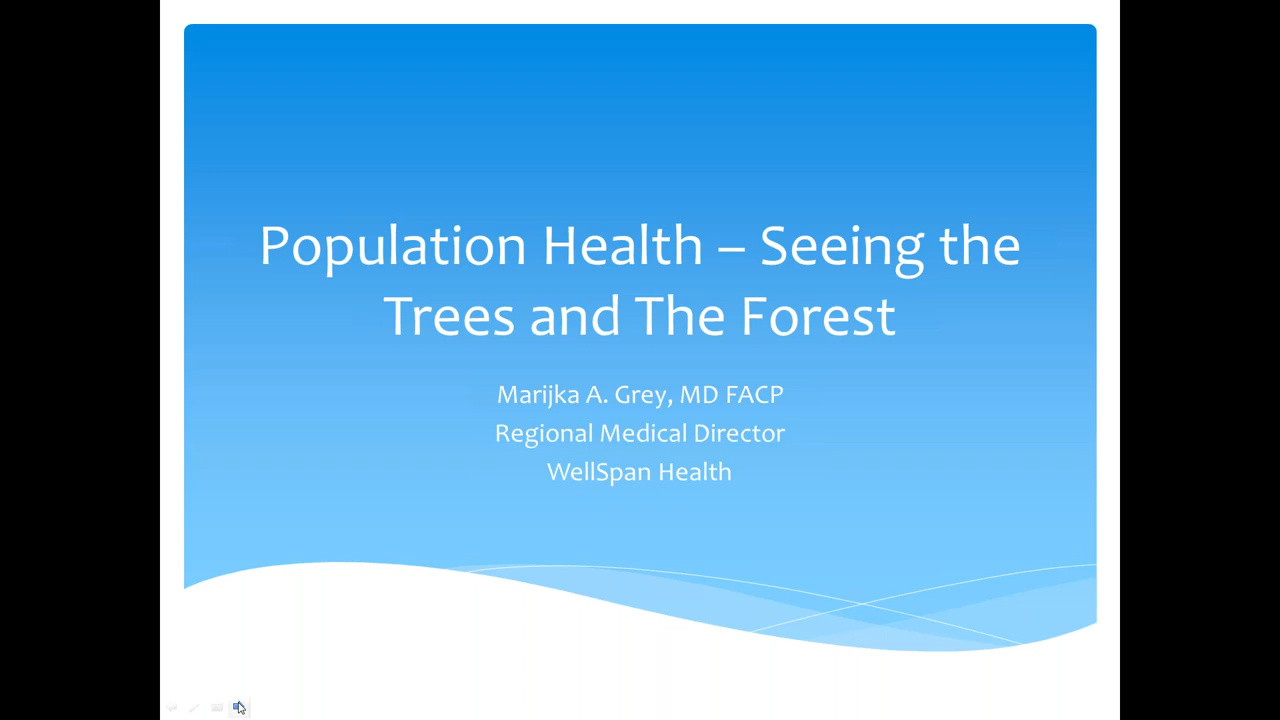 Population Health – Seeing the
Trees and The Forest
Marijka A. Grey, MD FACP
Regional Medical Director
WellSpan Health